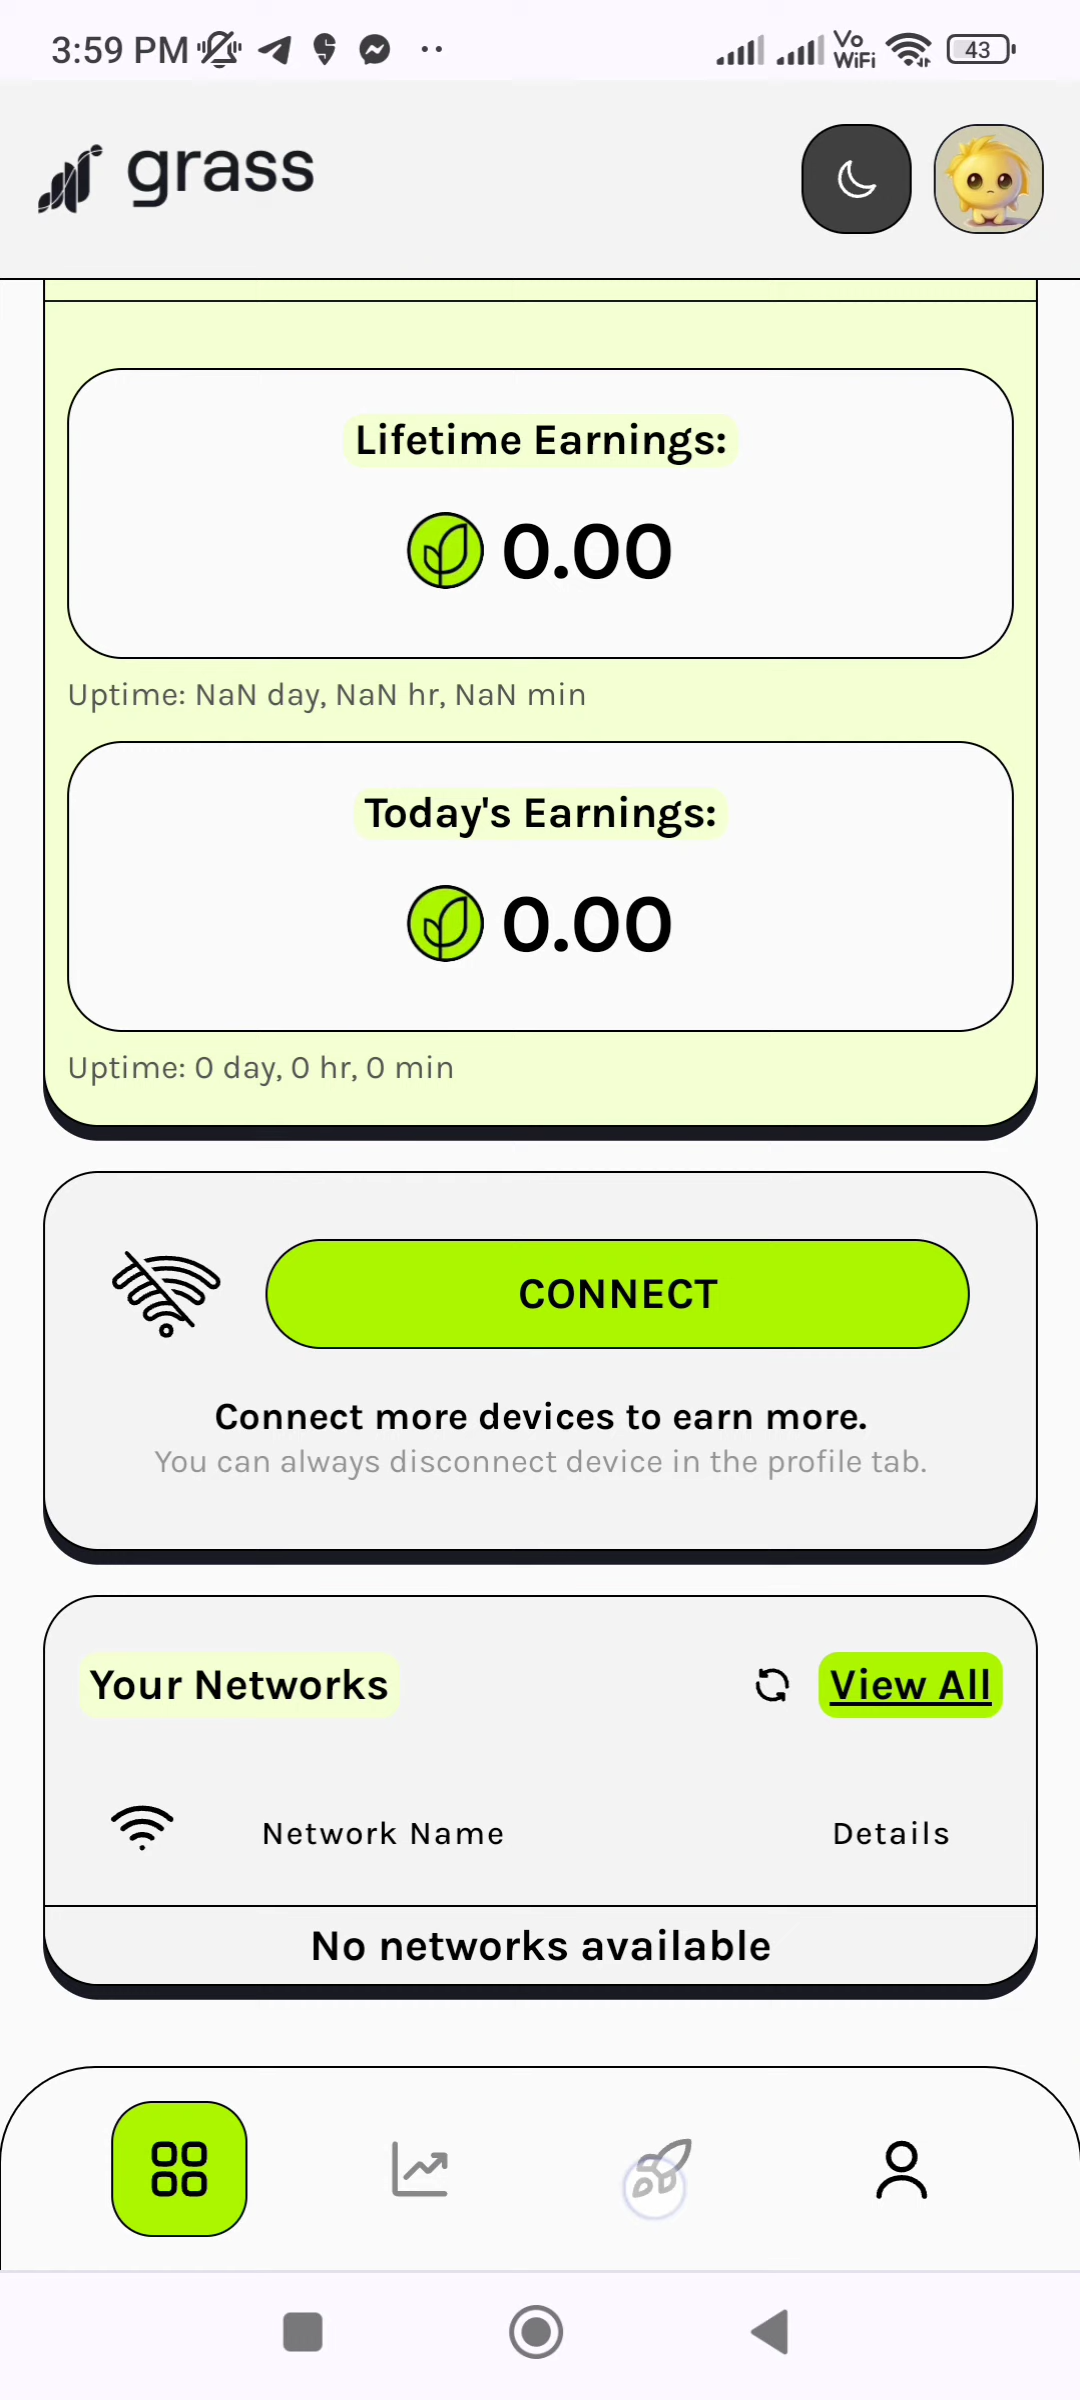 3:59 PM
Vo
WiFi
43
grass
Lifetime Earnings:
0.00
Uptime: NaN day, NaN hr, NaN min
Today's Earnings:
0.00
Uptime: 0 day, 0 hr, 0 min
CONNECT
Connect more devices to earn more.
You can always disconnect device in the profile tab.
Your Networks
View All
Network Name
Details
No networks available